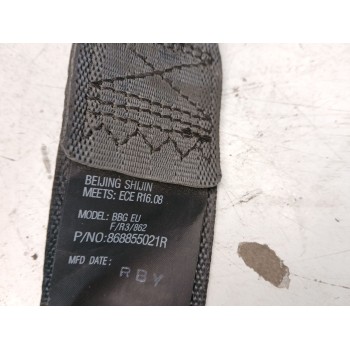 BEIJING SHIJIN
MEETS: ECE R16.08
MODEL: BBG EU
F/R3/862
P/NO:868855021R
MFD DATE:
RBY